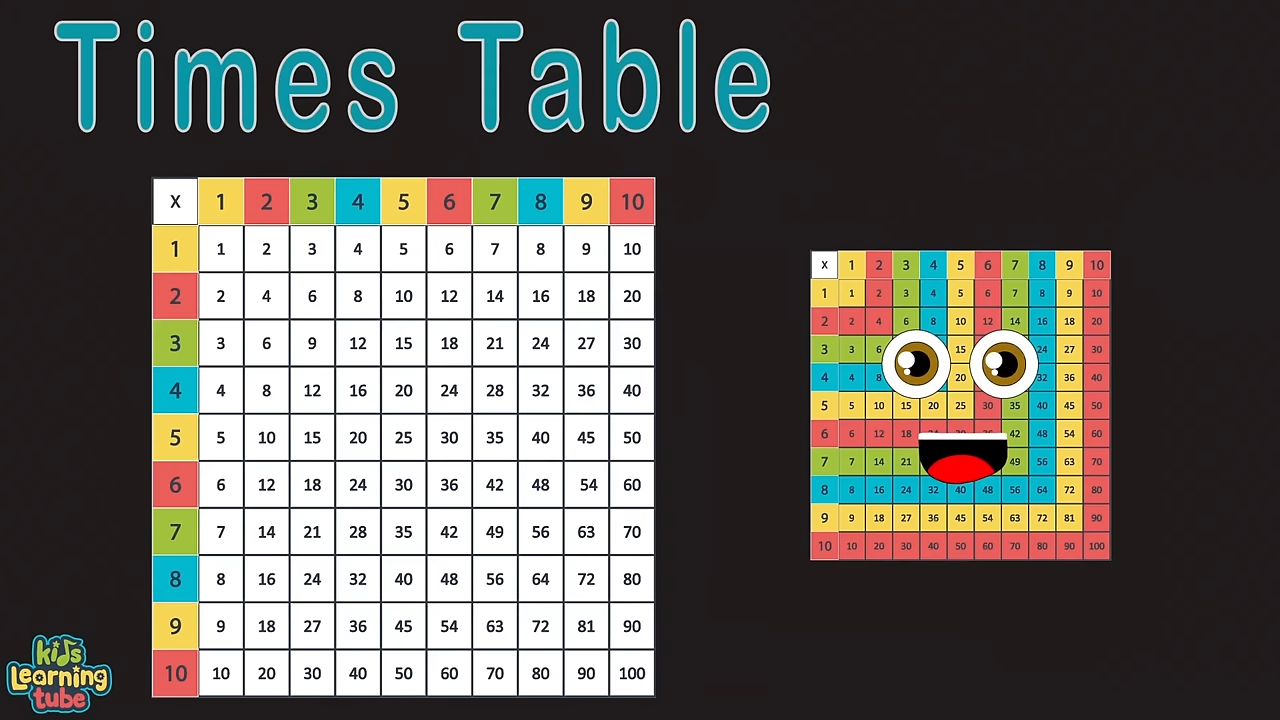 Times Table
X 1 2 3 4 5 6 7 8 9 10
1 1 2 3 4 5 6 7 8 9 10
2 2 4 6 8 10 12 14 16 18 20
3 3 6 9 12 15 18 21 24 27 30
4 4 8 12 16 20 24 28 32 36 40
5 5 10 15 20 25 30 35 40 45 50
6 6 12 18 24 30 36 42 48 54 60
7 7 14 21 28 35 42 49 56 63 70
8 8 16 24 32 40 48 56 64 72 80
9 9 18 27 36 45 54 63 72 81 90
10 10 20 30 40 50 60 70 80 90 100
X 1 2 3 4 5 6 7 8 9 10
1 1 2 3 4 5 6 7 8 9 10
2 2 4 6 8 10 12 14 16 18 20
3 3 6 15 24 27 30
4 4 8 20 32 36 40
5 5 10 15 20 25 30 35 40 45 50
6 6 12 18 42 48 54 60
7 7 14 21 49 56 63 70
8 8 16 24 32 40 48 56 64 72 80
9 9 18 27 36 45 54 63 72 81 90
10 10 20 30 40 50 60 70 80 90 100
kids
Learning
tube